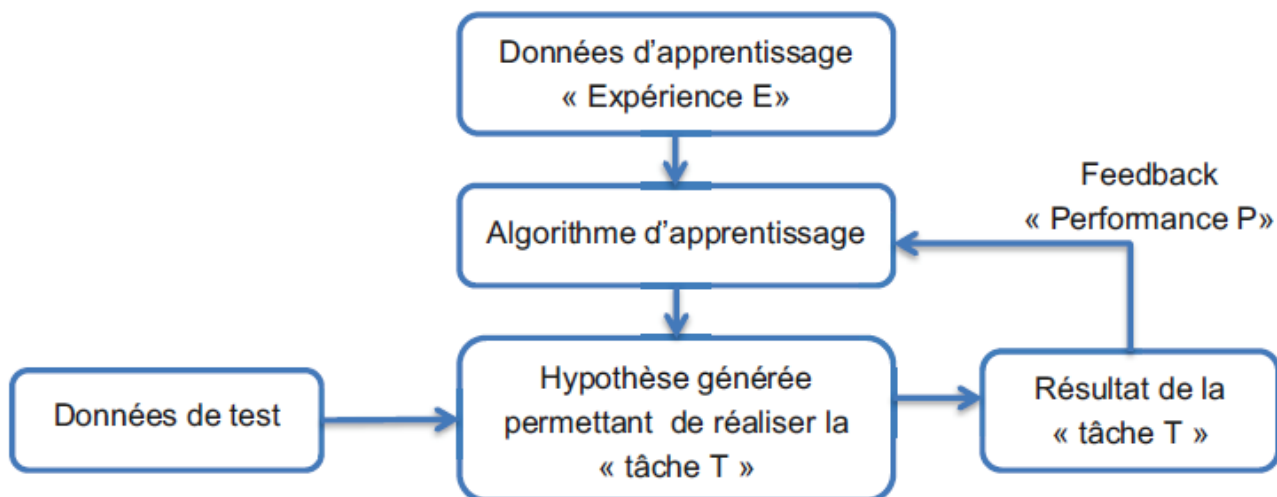 Données d’apprentissage
« Expérience E»
Feedback
« Performance P»
Algorithme d’apprentissage
Données de test
Hypothèse générée
permettant de réaliser la
« tâche T »
Résultat de la
« tâche T »